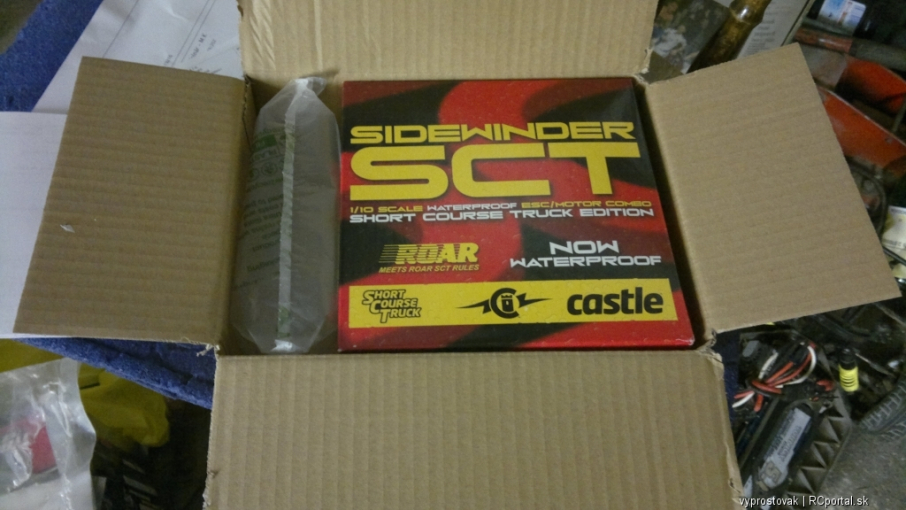 SIDEWINDER
SCT
1/10 SCALE WATERPROOF ESC/MOTOR COMBO
SHORT COURSE TRUCK EDITION
ROAR
MEETS ROAR SCT RULES
NOW
WATERPROOF
SHORT
COURSE
TRUCK
castle
vyprostovak | RCportal.sk